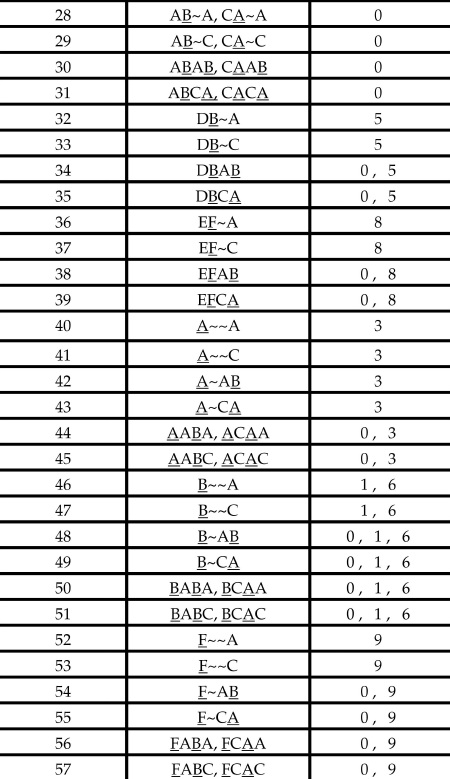 28 AB~A, CA~A 0
29 AB~C, CA~C 0
30 ABAB, CAAB 0
31 ABCA, CACA 0
32 DB~A 5
33 DB~C 5
34 DBAB 0, 5
35 DBCA 0, 5
36 EF~A 8
37 EF~C 8
38 EFAB 0, 8
39 EFCA 0, 8
40 A~~A 3
41 A~~C 3
42 A~AB 3
43 A~CA 3
44 AABA, ACAA 0, 3
45 AABC, ACAC 0, 3
46 B~~A 1, 6
47 B~~C 1, 6
48 B~AB 0, 1, 6
49 B~CA 0, 1, 6
50 BABA, BCAA 0, 1, 6
51 BABC, BCAC 0, 1, 6
52 F~~A 9
53 F~~C 9
54 F~AB 0, 9
55 F~CA 0, 9
56 FABA, FCAA 0, 9
57 FABC, FCAC 0, 9